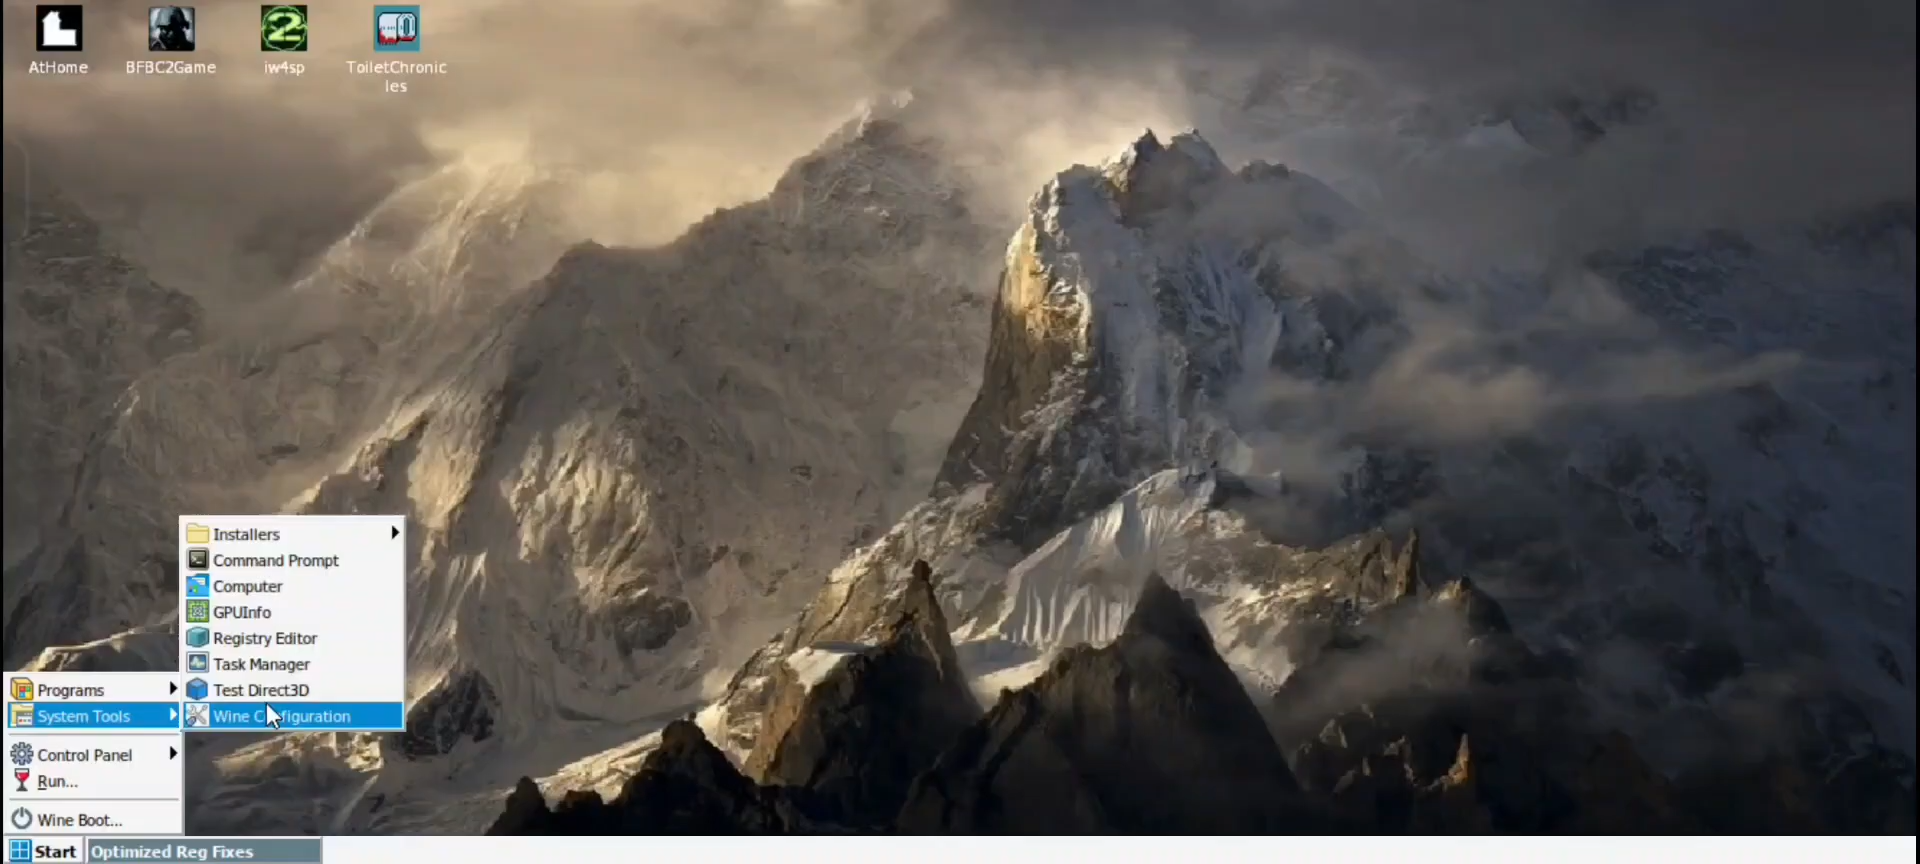 AtHome
BFBC2Game
iw4sp
ToiletChronic
les
Installers
Command Prompt
Computer
GPUInfo
Registry Editor
Task Manager
Test Direct3D
Wine Configuration
Programs
System Tools
Control Panel
Run...
Wine Boot...
Start
Optimized Reg Fixes